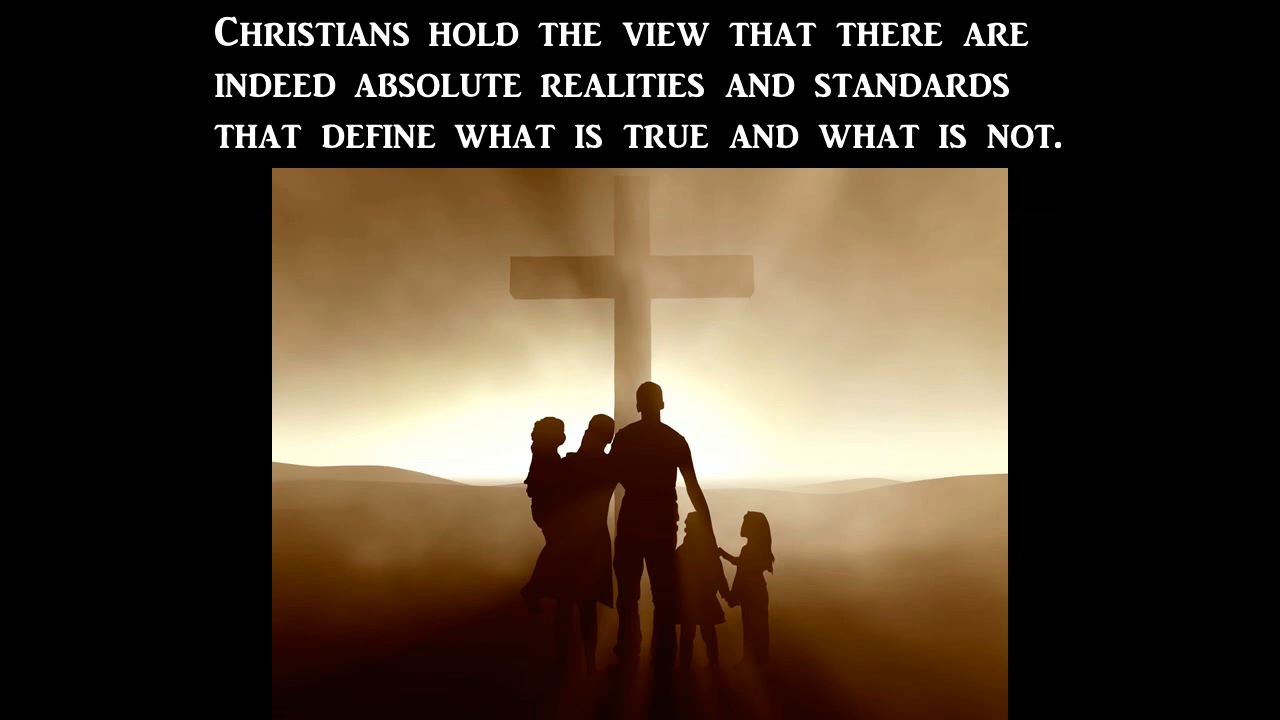 Christians hold the view that there are
indeed absolute realities and standards
that define what is true and what is not.